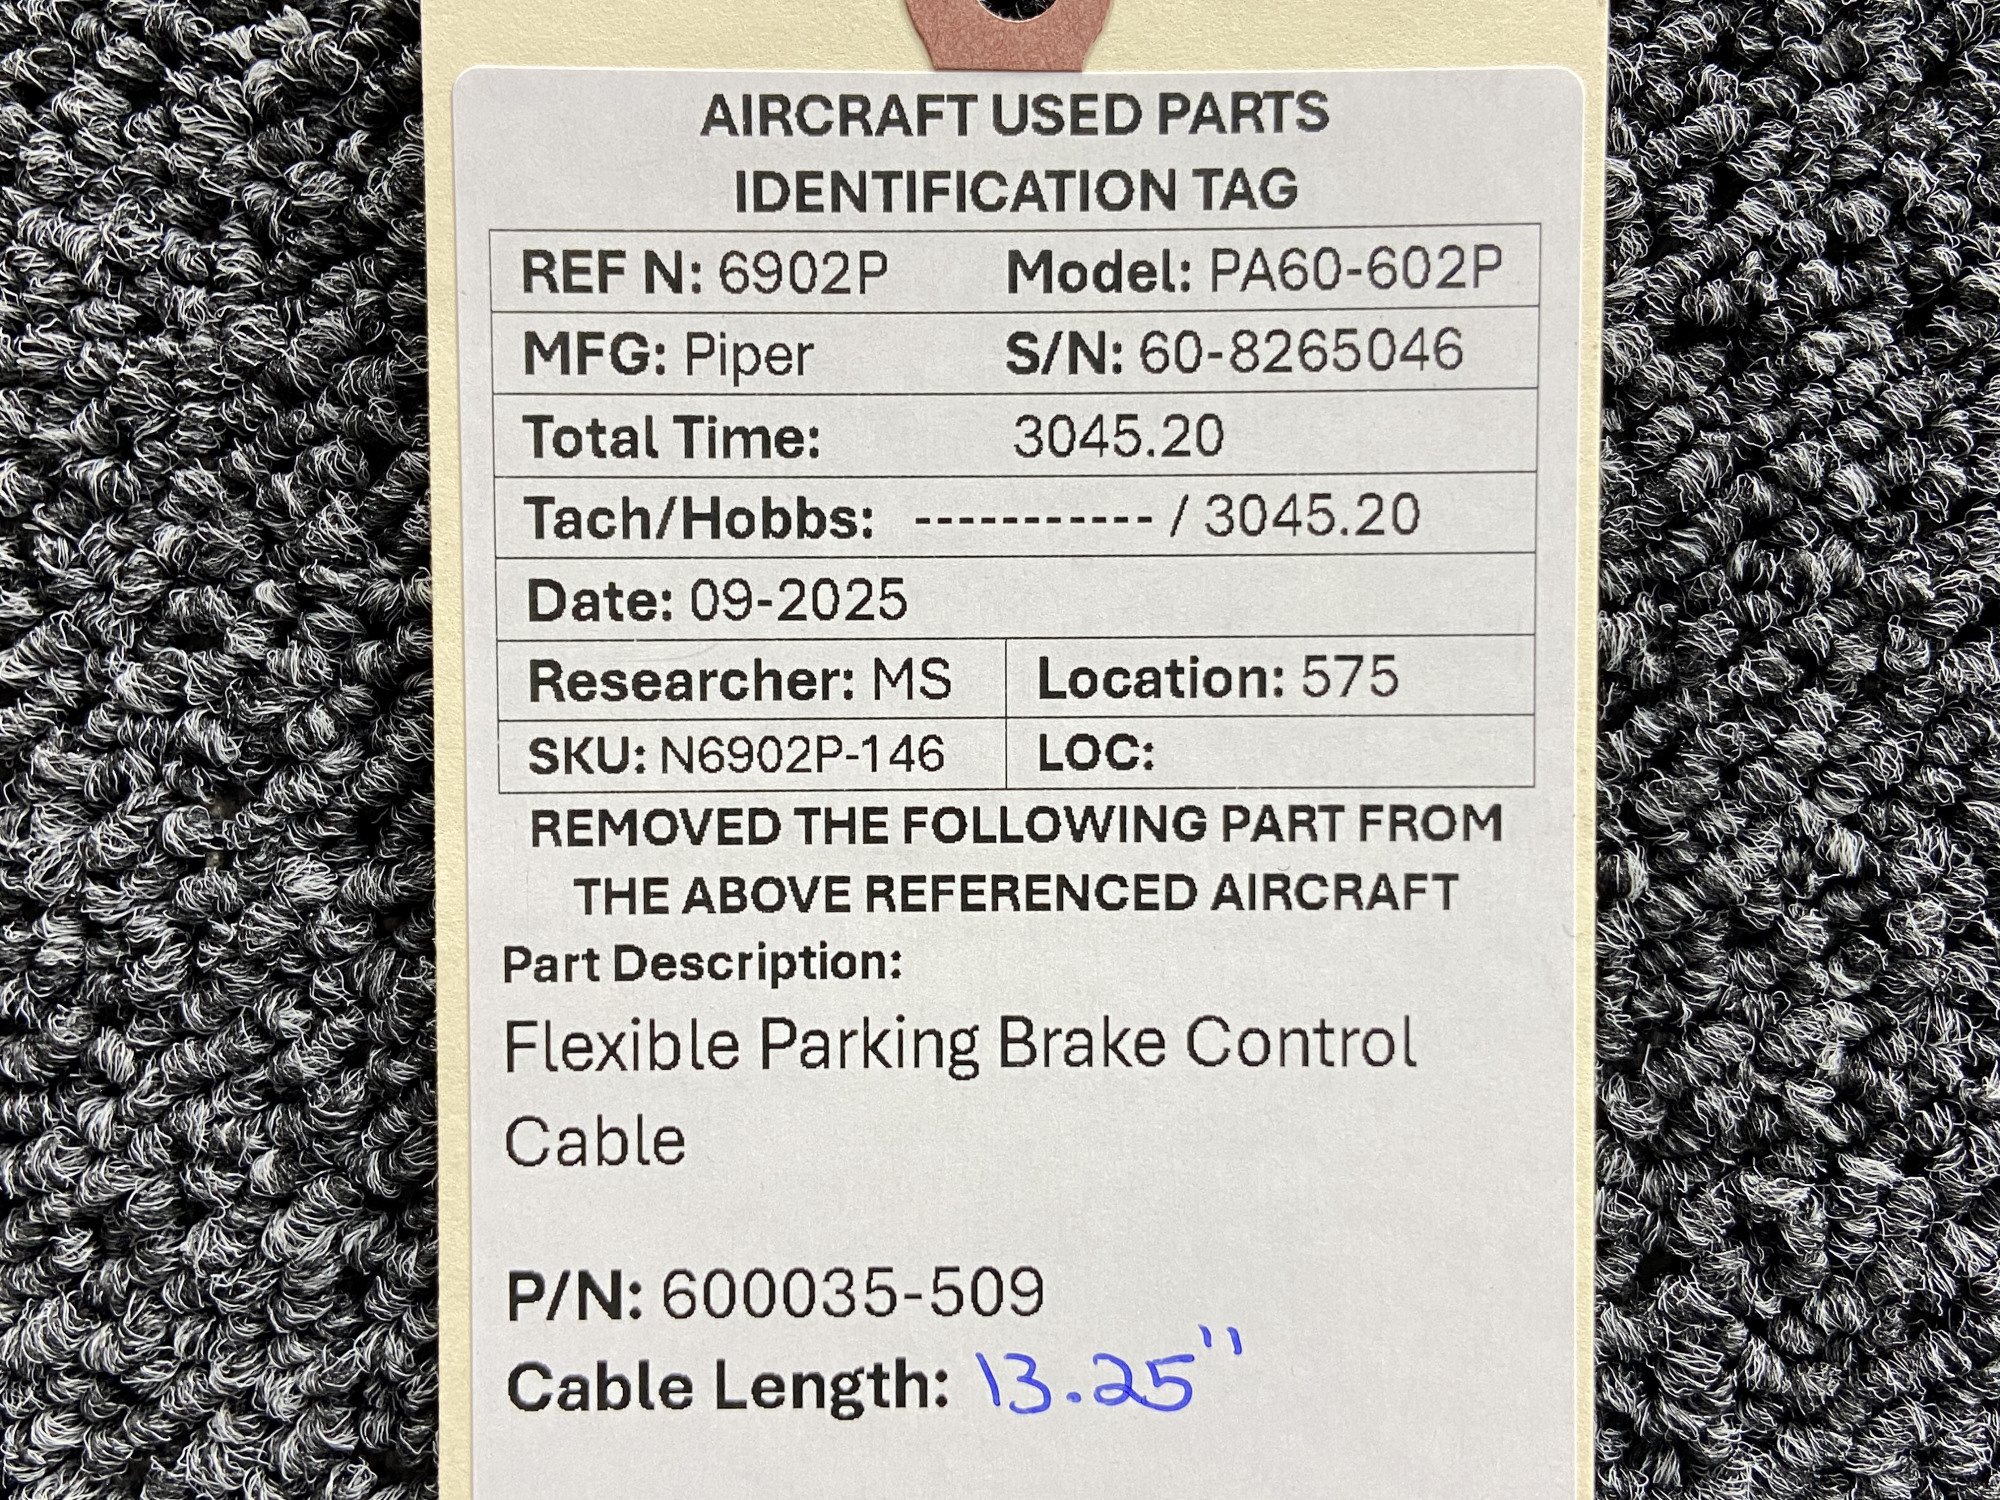 AIRCRAFT USED PARTS
IDENTIFICATION TAG
REF N: 6902P Model: PA60-602P
MFG: Piper S/N: 60-8265046
Total Time: 3045.20
Tach/Hobbs: ----------- / 3045.20
Date: 09-2025
Researcher: MS Location: 575
SKU: N6902P-146 LOC:
REMOVED THE FOLLOWING PART FROM
THE ABOVE REFERENCED AIRCRAFT
Part Description:
Flexible Parking Brake Control
Cable
P/N: 600035-509
Cable Length: 13.25"